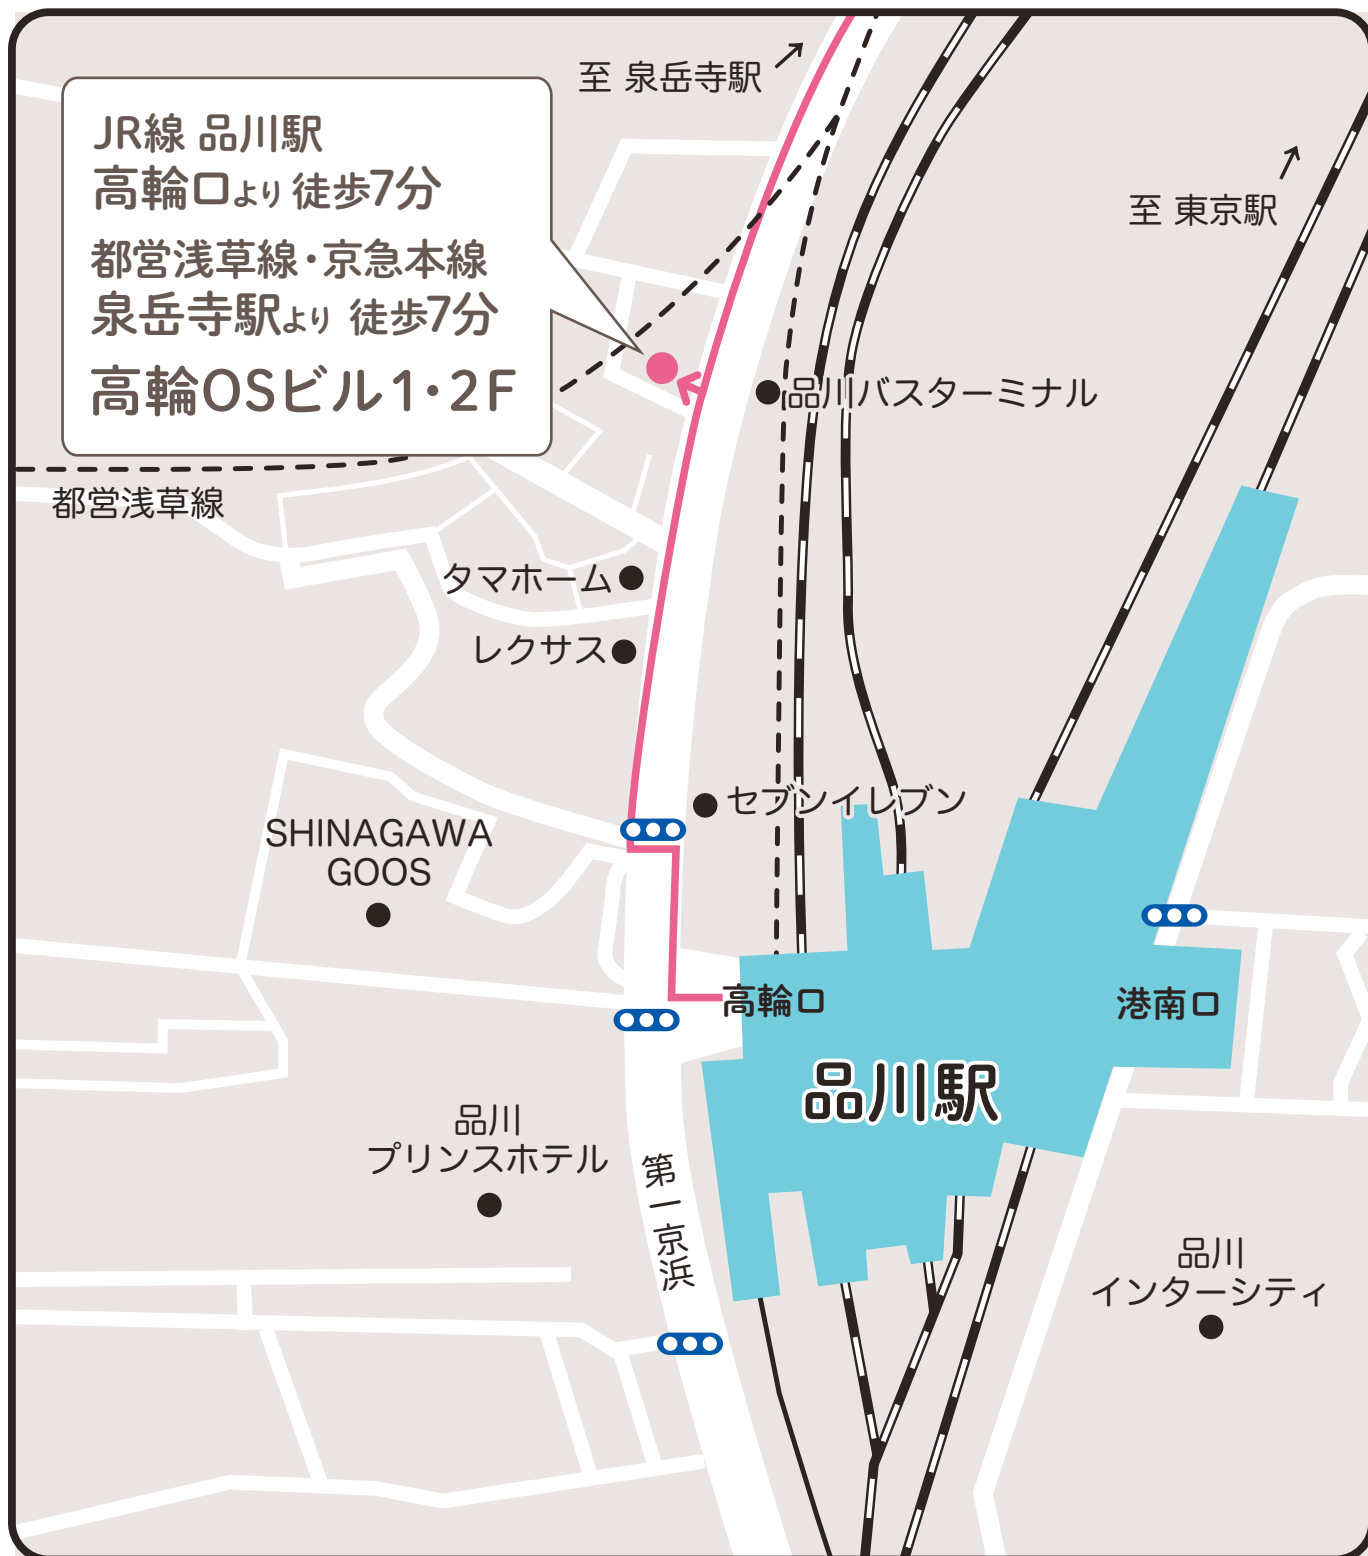 至 泉岳寺駅
JR線 品川駅
高輪口より 徒歩7分
都営浅草線・京急本線
泉岳寺駅より 徒歩7分
高輪OSビル1・2F
至 東京駅
品川バスターミナル
都営浅草線
タマホーム
レクサス
セブンイレブン
SHINAGAWA
GOOS
高輪口
港南口
品川駅
品川
プリンスホテル
第一京浜
品川
インターシティ